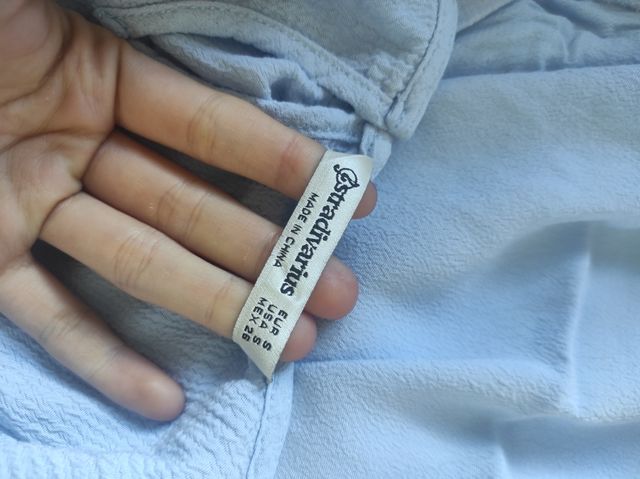 Stradivarius
MADE IN CHINA
EUR S
USA S
MEX 26